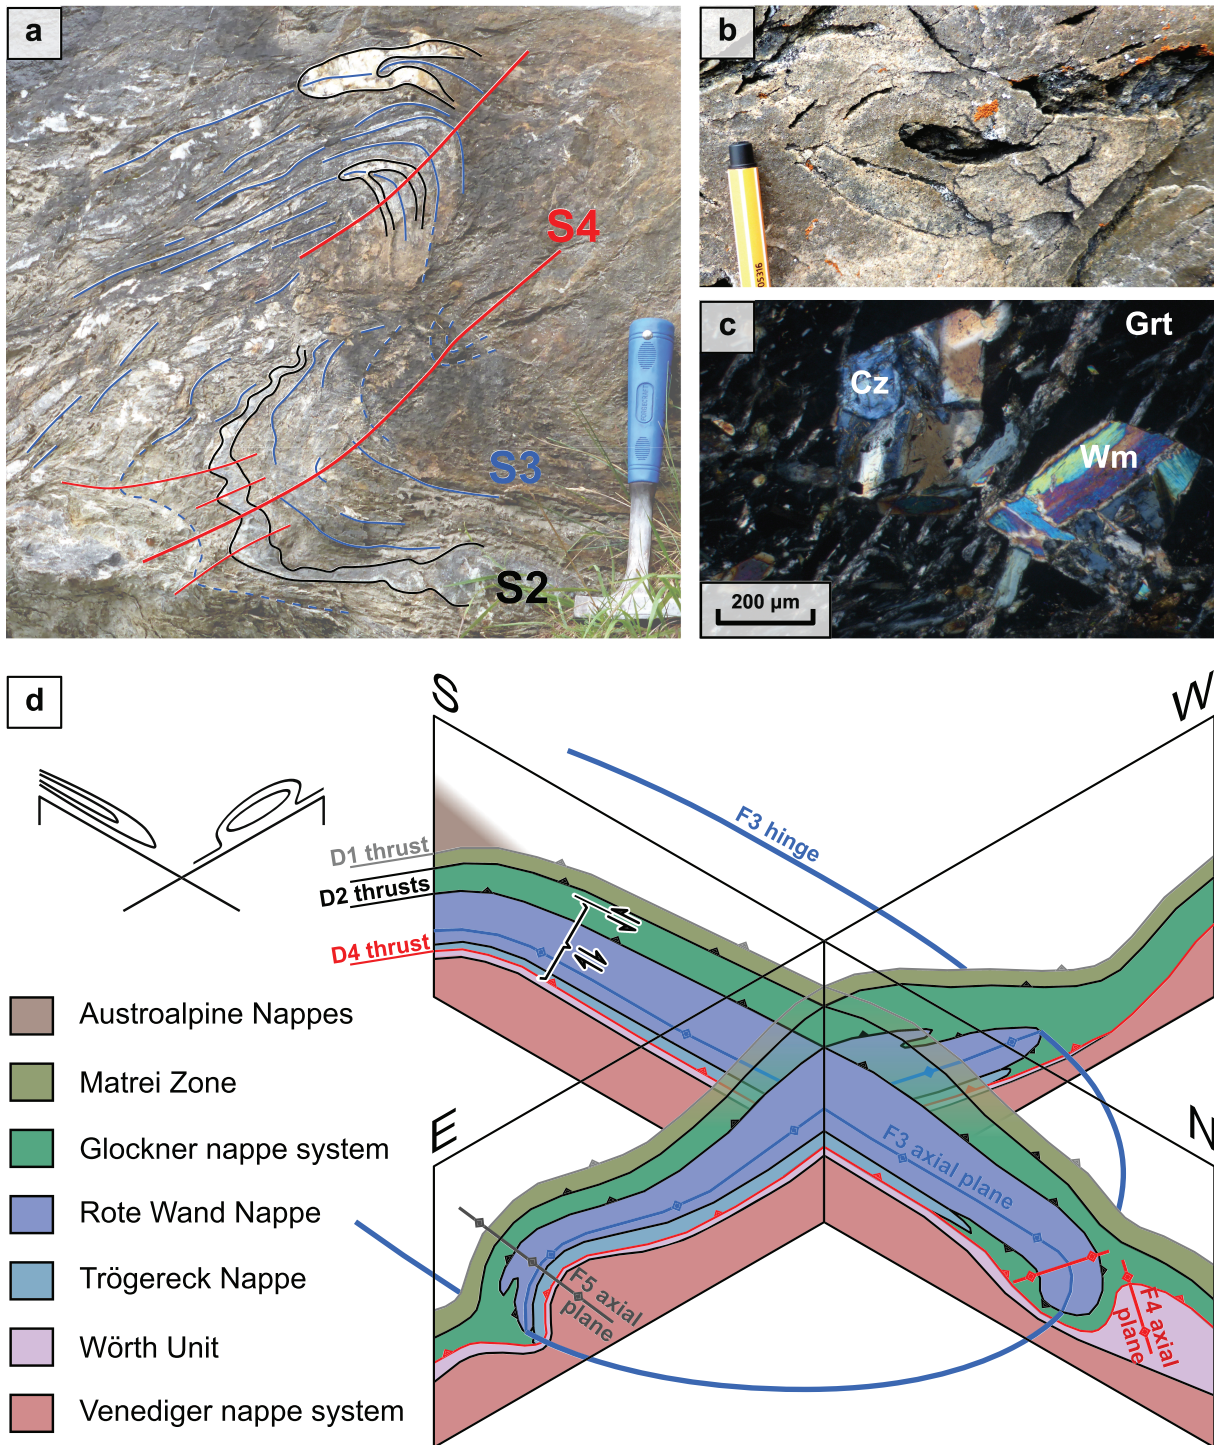 a
S4
S3
S2
b
DS316
c
Grt
Cz
Wm
200 µm
d
S
W
F3 hinge
D1 thrust
D2 thrusts
D4 thrust
Austroalpine Nappes
Matrei Zone
E
N
Glockner nappe system
F3 axial plane
Rote Wand Nappe
Trögereck Nappe
F5 axial
plane
F4 axial
plane
Wörth Unit
Venediger nappe system